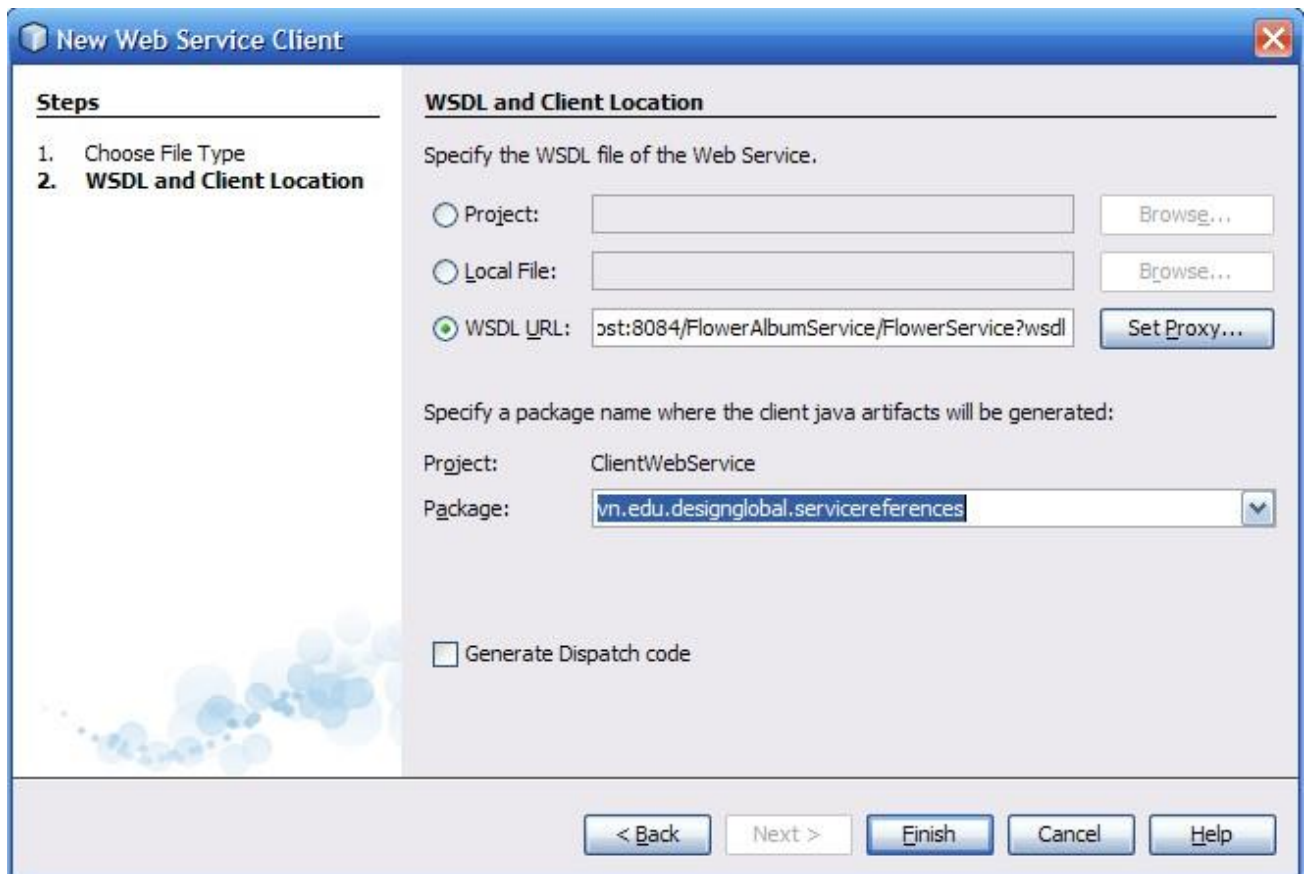 New Web Service Client
Steps
1. Choose File Type
2. WSDL and Client Location
WSDL and Client Location
Specify the WSDL file of the Web Service.
Project:
Browse...
Local File:
Browse...
WSDL URL: ost:8084/FlowerAlbumService/FlowerService?wsdl Set Proxy...
Specify a package name where the client java artifacts will be generated:
Project: ClientWebService
Package: vn.edu.designglobal.servicereferences
Generate Dispatch code
< Back Next > Finish Cancel Help